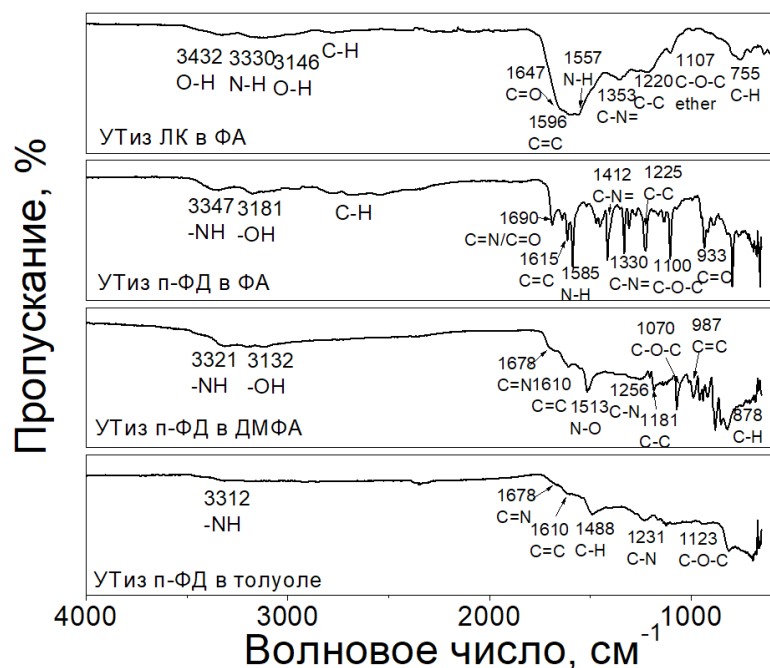 Пропускание, %
3432 3330 3146 C-H
O-H N-H O-H
1647 1557 1107
C=O N-H 1220 C-O-C 755
1596 1353 C-C ether C-H
C=C C-N=
УТиз ЛК в ФА
3347 3181 C-H
-NH -OH
1412 1225
C-N= C-C
1690
C=N/C=O
1615 1585 1330 1100 933
C=C N-H C-N= C-O-C C=C
УТиз п-ФД в ФА
3321 3132
-NH -OH
1070 987
C-O-C C=C
1678 1610 1256
C=N C=C C-N
1513 1181 878
N-O C-C C-H
УТиз п-ФД в ДМФА
3312
-NH
1678
C=N
1610 1488 1231 1123
C=C C-H C-N C-O-C
УТиз п-ФД в толуоле
4000 3000 2000 1000
Волновое число, см⁻¹